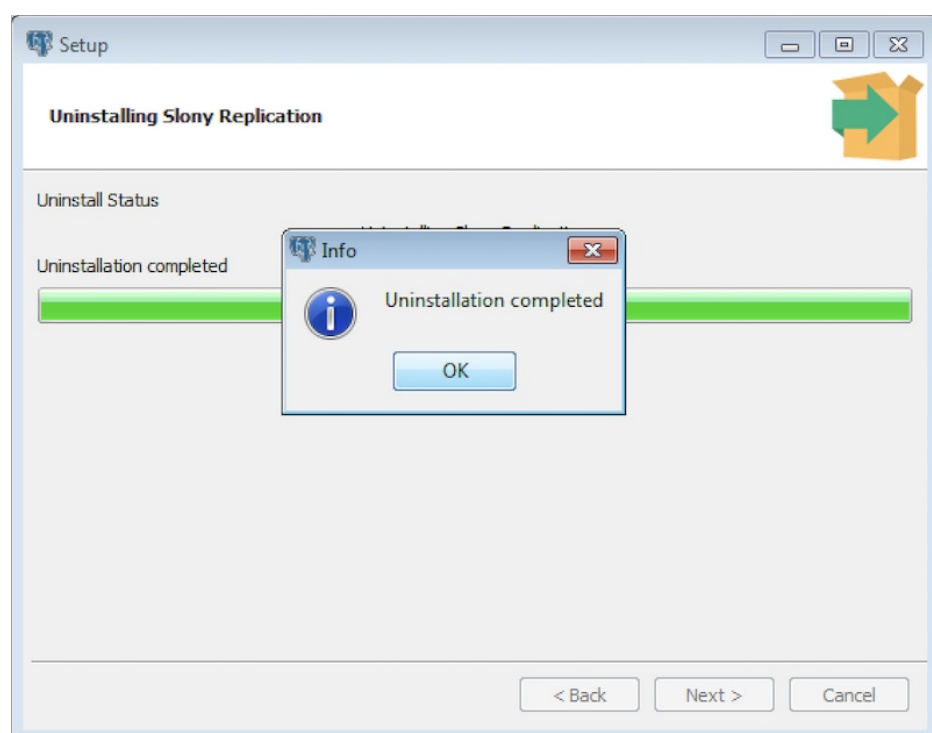 Setup
Uninstalling Slony Replication
Uninstall Status
Uninstallation completed
Info
Uninstallation completed
OK
< Back
Next >
Cancel